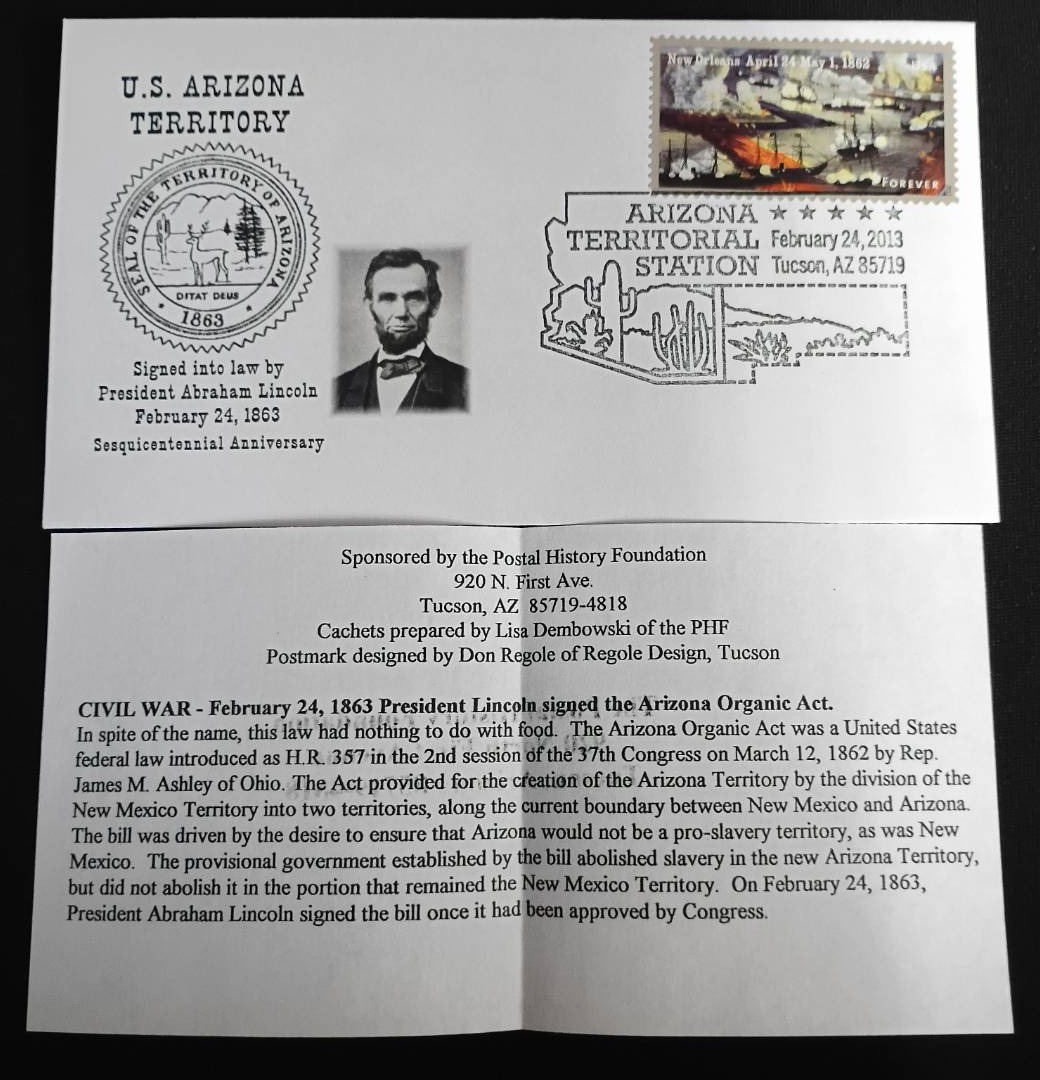 U.S. ARIZONA
TERRITORY
SEAL OF THE TERRITORY OF ARIZONA
DITAT DEUS
1863
Signed into law by
President Abraham Lincoln
February 24, 1863
Sesquicentennial Anniversary
New Orleans April 24-May 1, 1862
FOREVER
ARIZONA ★ ★ ★ ★ ★
TERRITORIAL February 24, 2013
STATION Tucson, AZ 85719
Sponsored by the Postal History Foundation
920 N. First Ave.
Tucson, AZ 85719-4818
Cachets prepared by Lisa Dembowski of the PHF
Postmark designed by Don Regole of Regole Design, Tucson
CIVIL WAR - February 24, 1863 President Lincoln signed the Arizona Organic Act.
In spite of the name, this law had nothing to do with food. The Arizona Organic Act was a United States
federal law introduced as H.R. 357 in the 2nd session of the 37th Congress on March 12, 1862 by Rep.
James M. Ashley of Ohio. The Act provided for the creation of the Arizona Territory by the division of the
New Mexico Territory into two territories, along the current boundary between New Mexico and Arizona.
The bill was driven by the desire to ensure that Arizona would not be a pro-slavery territory, as was New
Mexico. The provisional government established by the bill abolished slavery in the new Arizona Territory,
but did not abolish it in the portion that remained the New Mexico Territory. On February 24, 1863,
President Abraham Lincoln signed the bill once it had been approved by Congress.